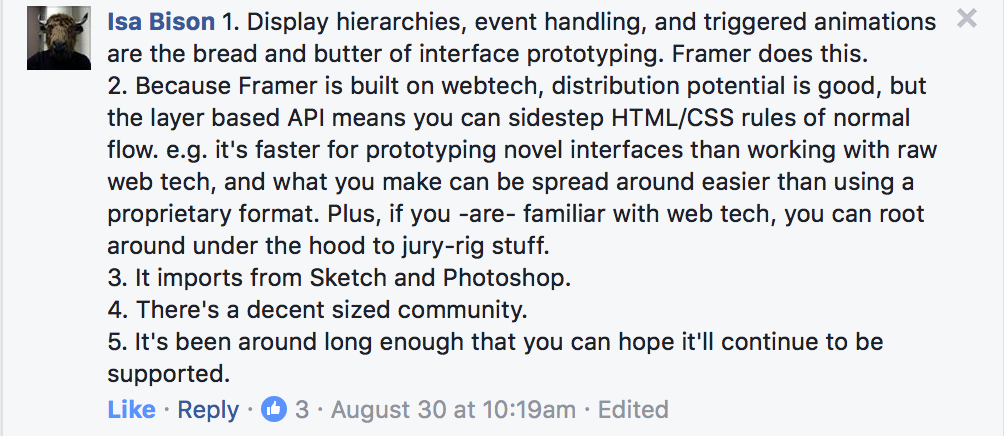 Isa Bison 1. Display hierarchies, event handling, and triggered animations
are the bread and butter of interface prototyping. Framer does this.
2. Because Framer is built on webtech, distribution potential is good, but
the layer based API means you can sidestep HTML/CSS rules of normal
flow. e.g. it's faster for prototyping novel interfaces than working with raw
web tech, and what you make can be spread around easier than using a
proprietary format. Plus, if you -are- familiar with web tech, you can root
around under the hood to jury-rig stuff.
3. It imports from Sketch and Photoshop.
4. There's a decent sized community.
5. It's been around long enough that you can hope it'll continue to be
supported.
Like · Reply · 3 · August 30 at 10:19am · Edited